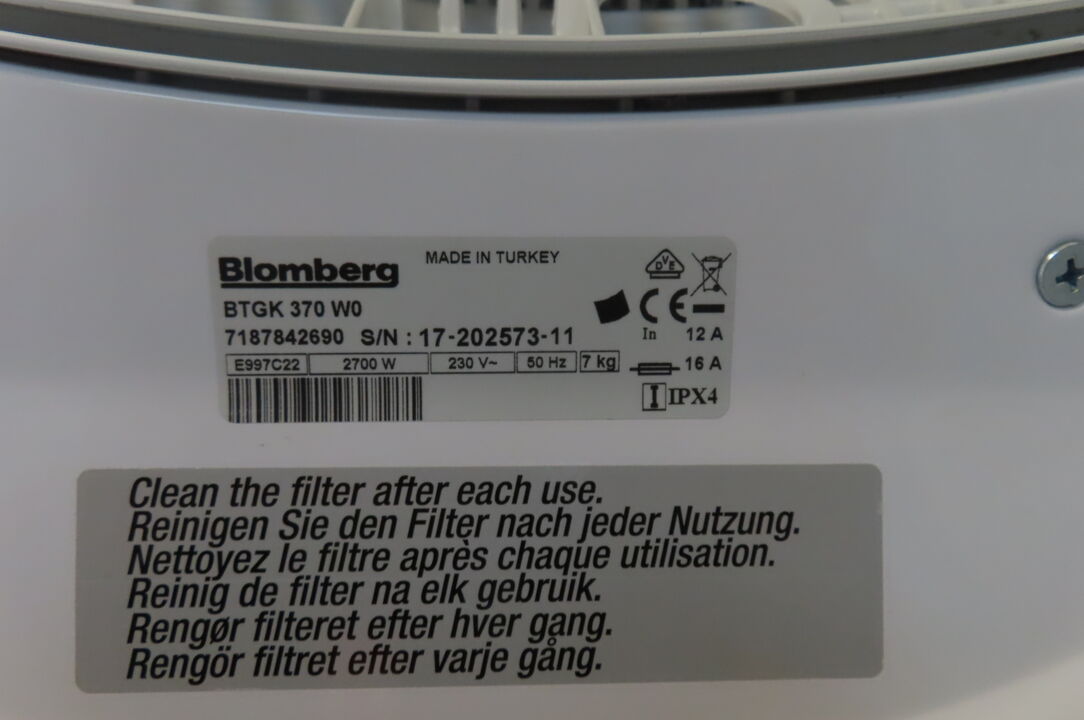 Blomberg
MADE IN TURKEY
BTGK 370 W0
7187842690 S/N : 17-202573-11
E997C22 2700 W 230 V~ 50 Hz 7 kg
VDE
CE
In 12 A
16 A
IPX4
Clean the filter after each use.
Reinigen Sie den Filter nach jeder Nutzung.
Nettoyez le filtre après chaque utilisation.
Reinig de filter na elk gebruik.
Rengør filteret efter hver gang.
Rengör filtret efter varje gång.